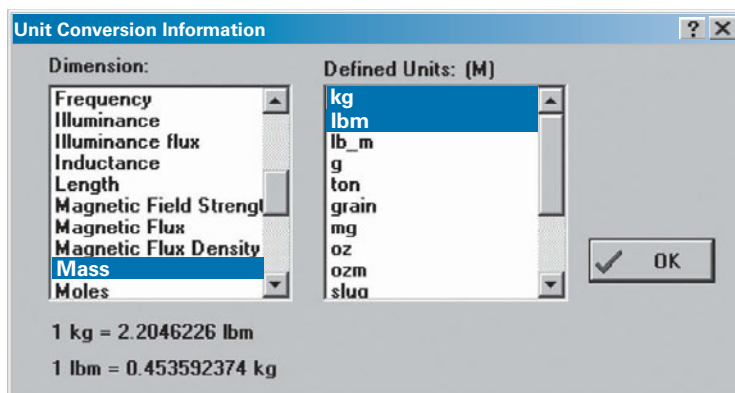 Unit Conversion Information
? X
Dimension:
Frequency
Illuminance
Illuminance flux
Inductance
Length
Magnetic Field Strengt
Magnetic Flux
Magnetic Flux Density
Mass
Moles
Defined Units: (M)
kg
lbm
lb_m
g
ton
grain
mg
oz
ozm
slug
OK
1 kg = 2.2046226 lbm
1 lbm = 0.453592374 kg